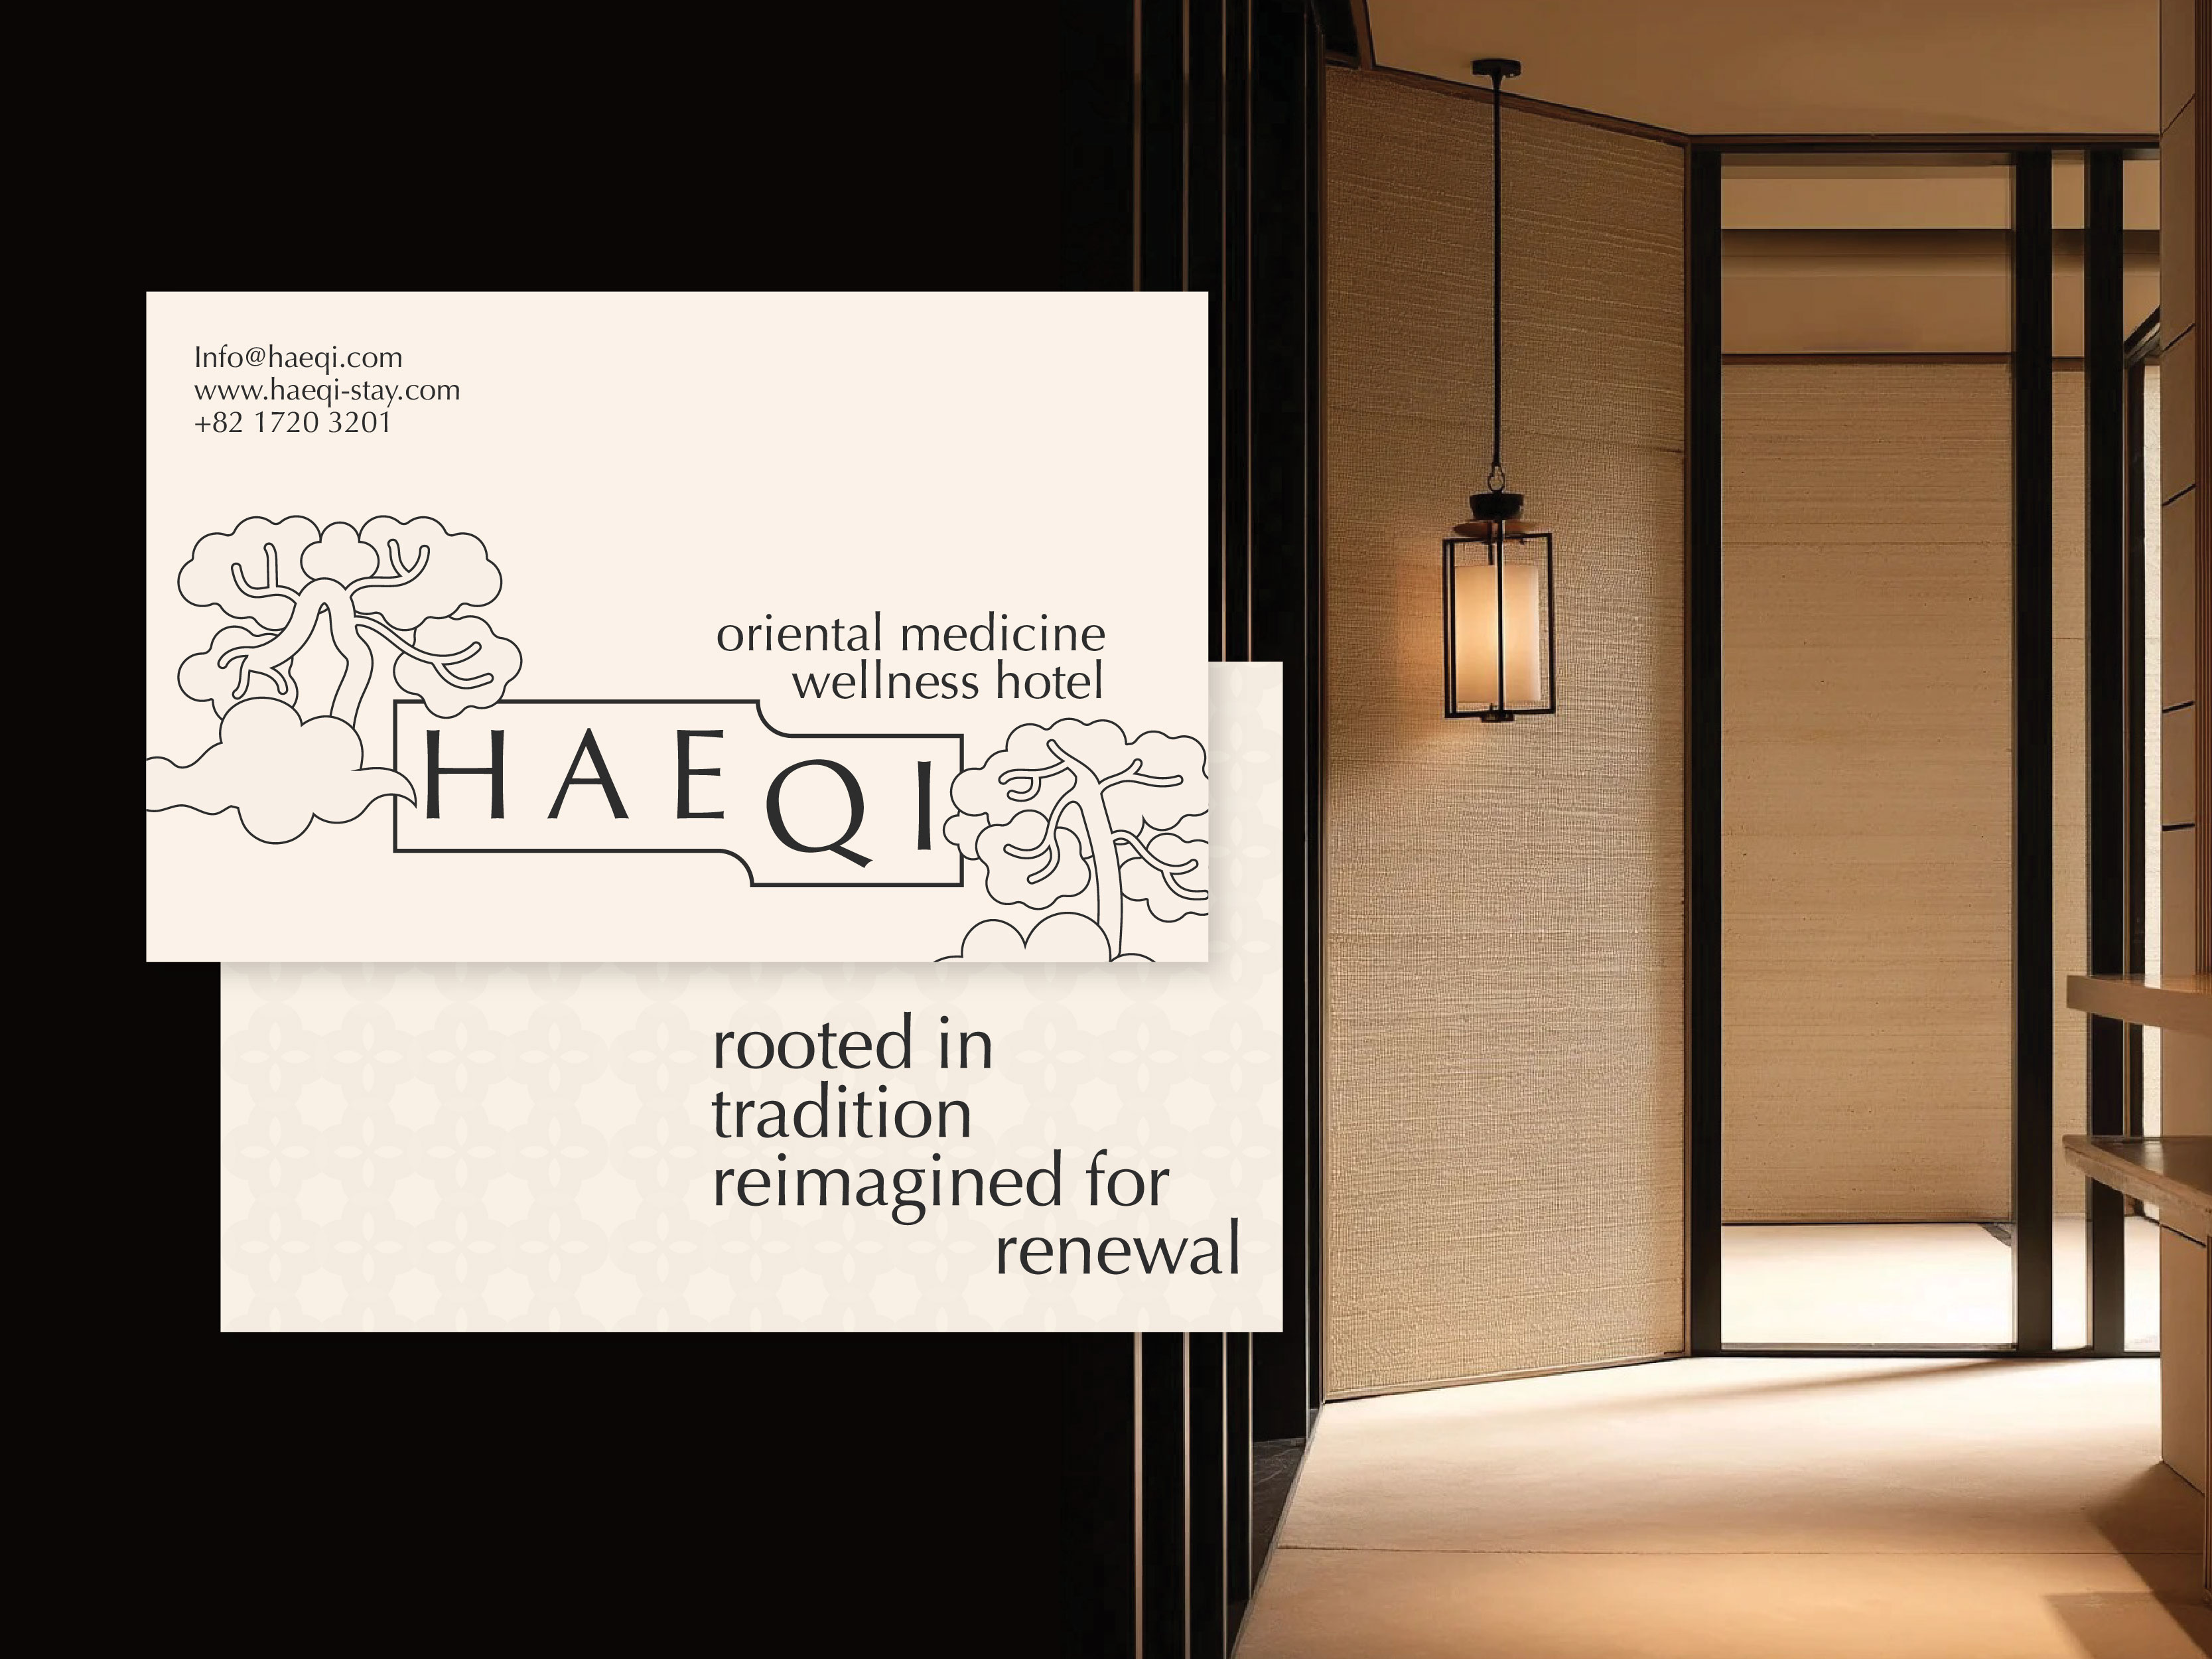 Info@haeqi.com
www.haeqi-stay.com
+82 1720 3201
oriental medicine
wellness hotel
HAEQI
rooted in
tradition
reimagined for
renewal